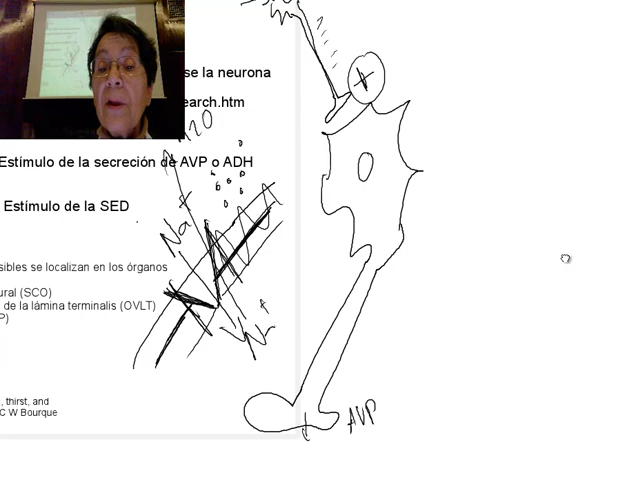 se la neurona
earch.htm
H2O
Estímulo de la secreción de AVP o ADH
Estímulo de la SED
Na+
sibles se localizan en los órganos
ural (SCO)
de la lámina terminalis (OVLT)
P)
+
, thirst, and
C W Bourque
+
AVP